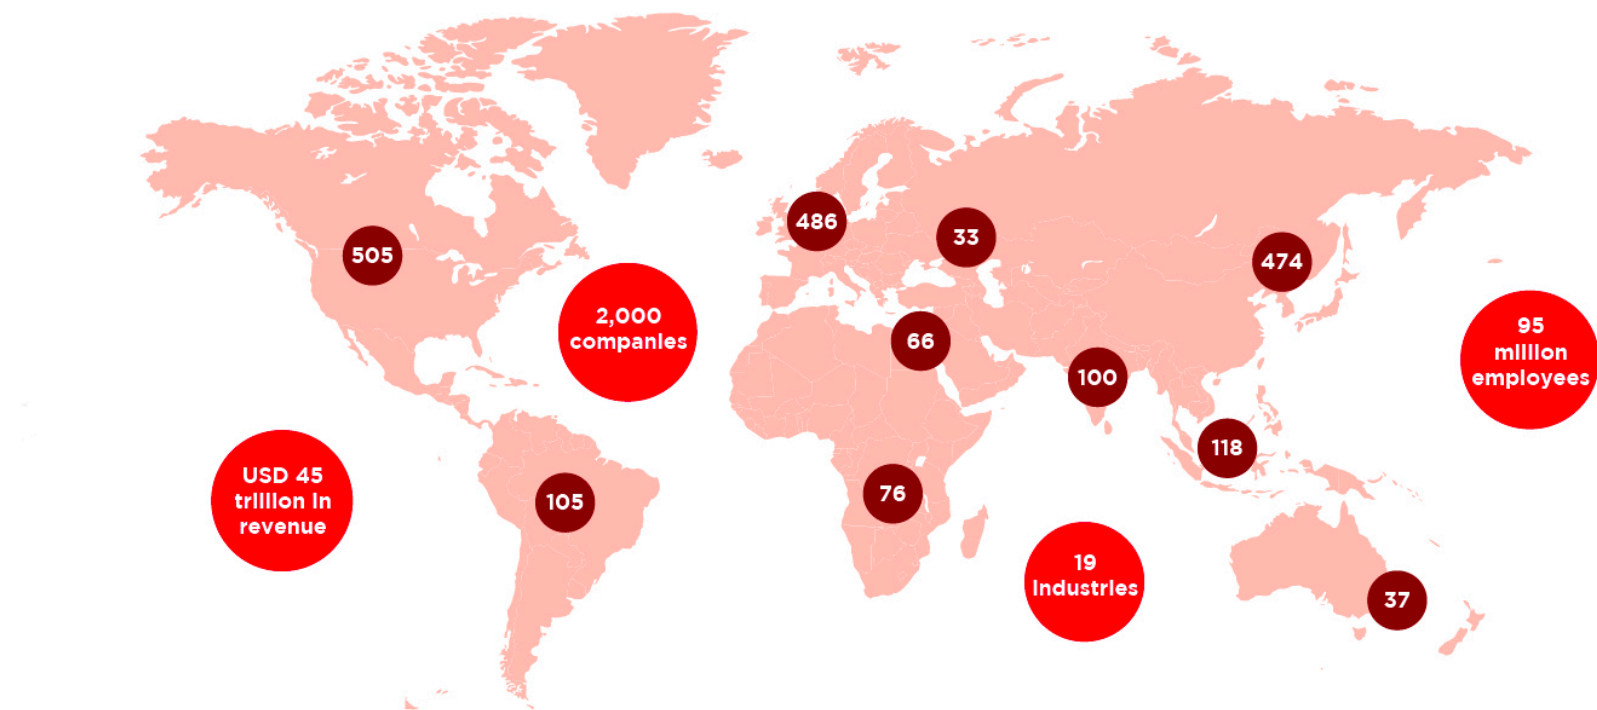 486
33
505
474
2,000
companies
66
95
million
employees
100
118
USD 45
trillion in
revenue
76
105
19
Industries
37